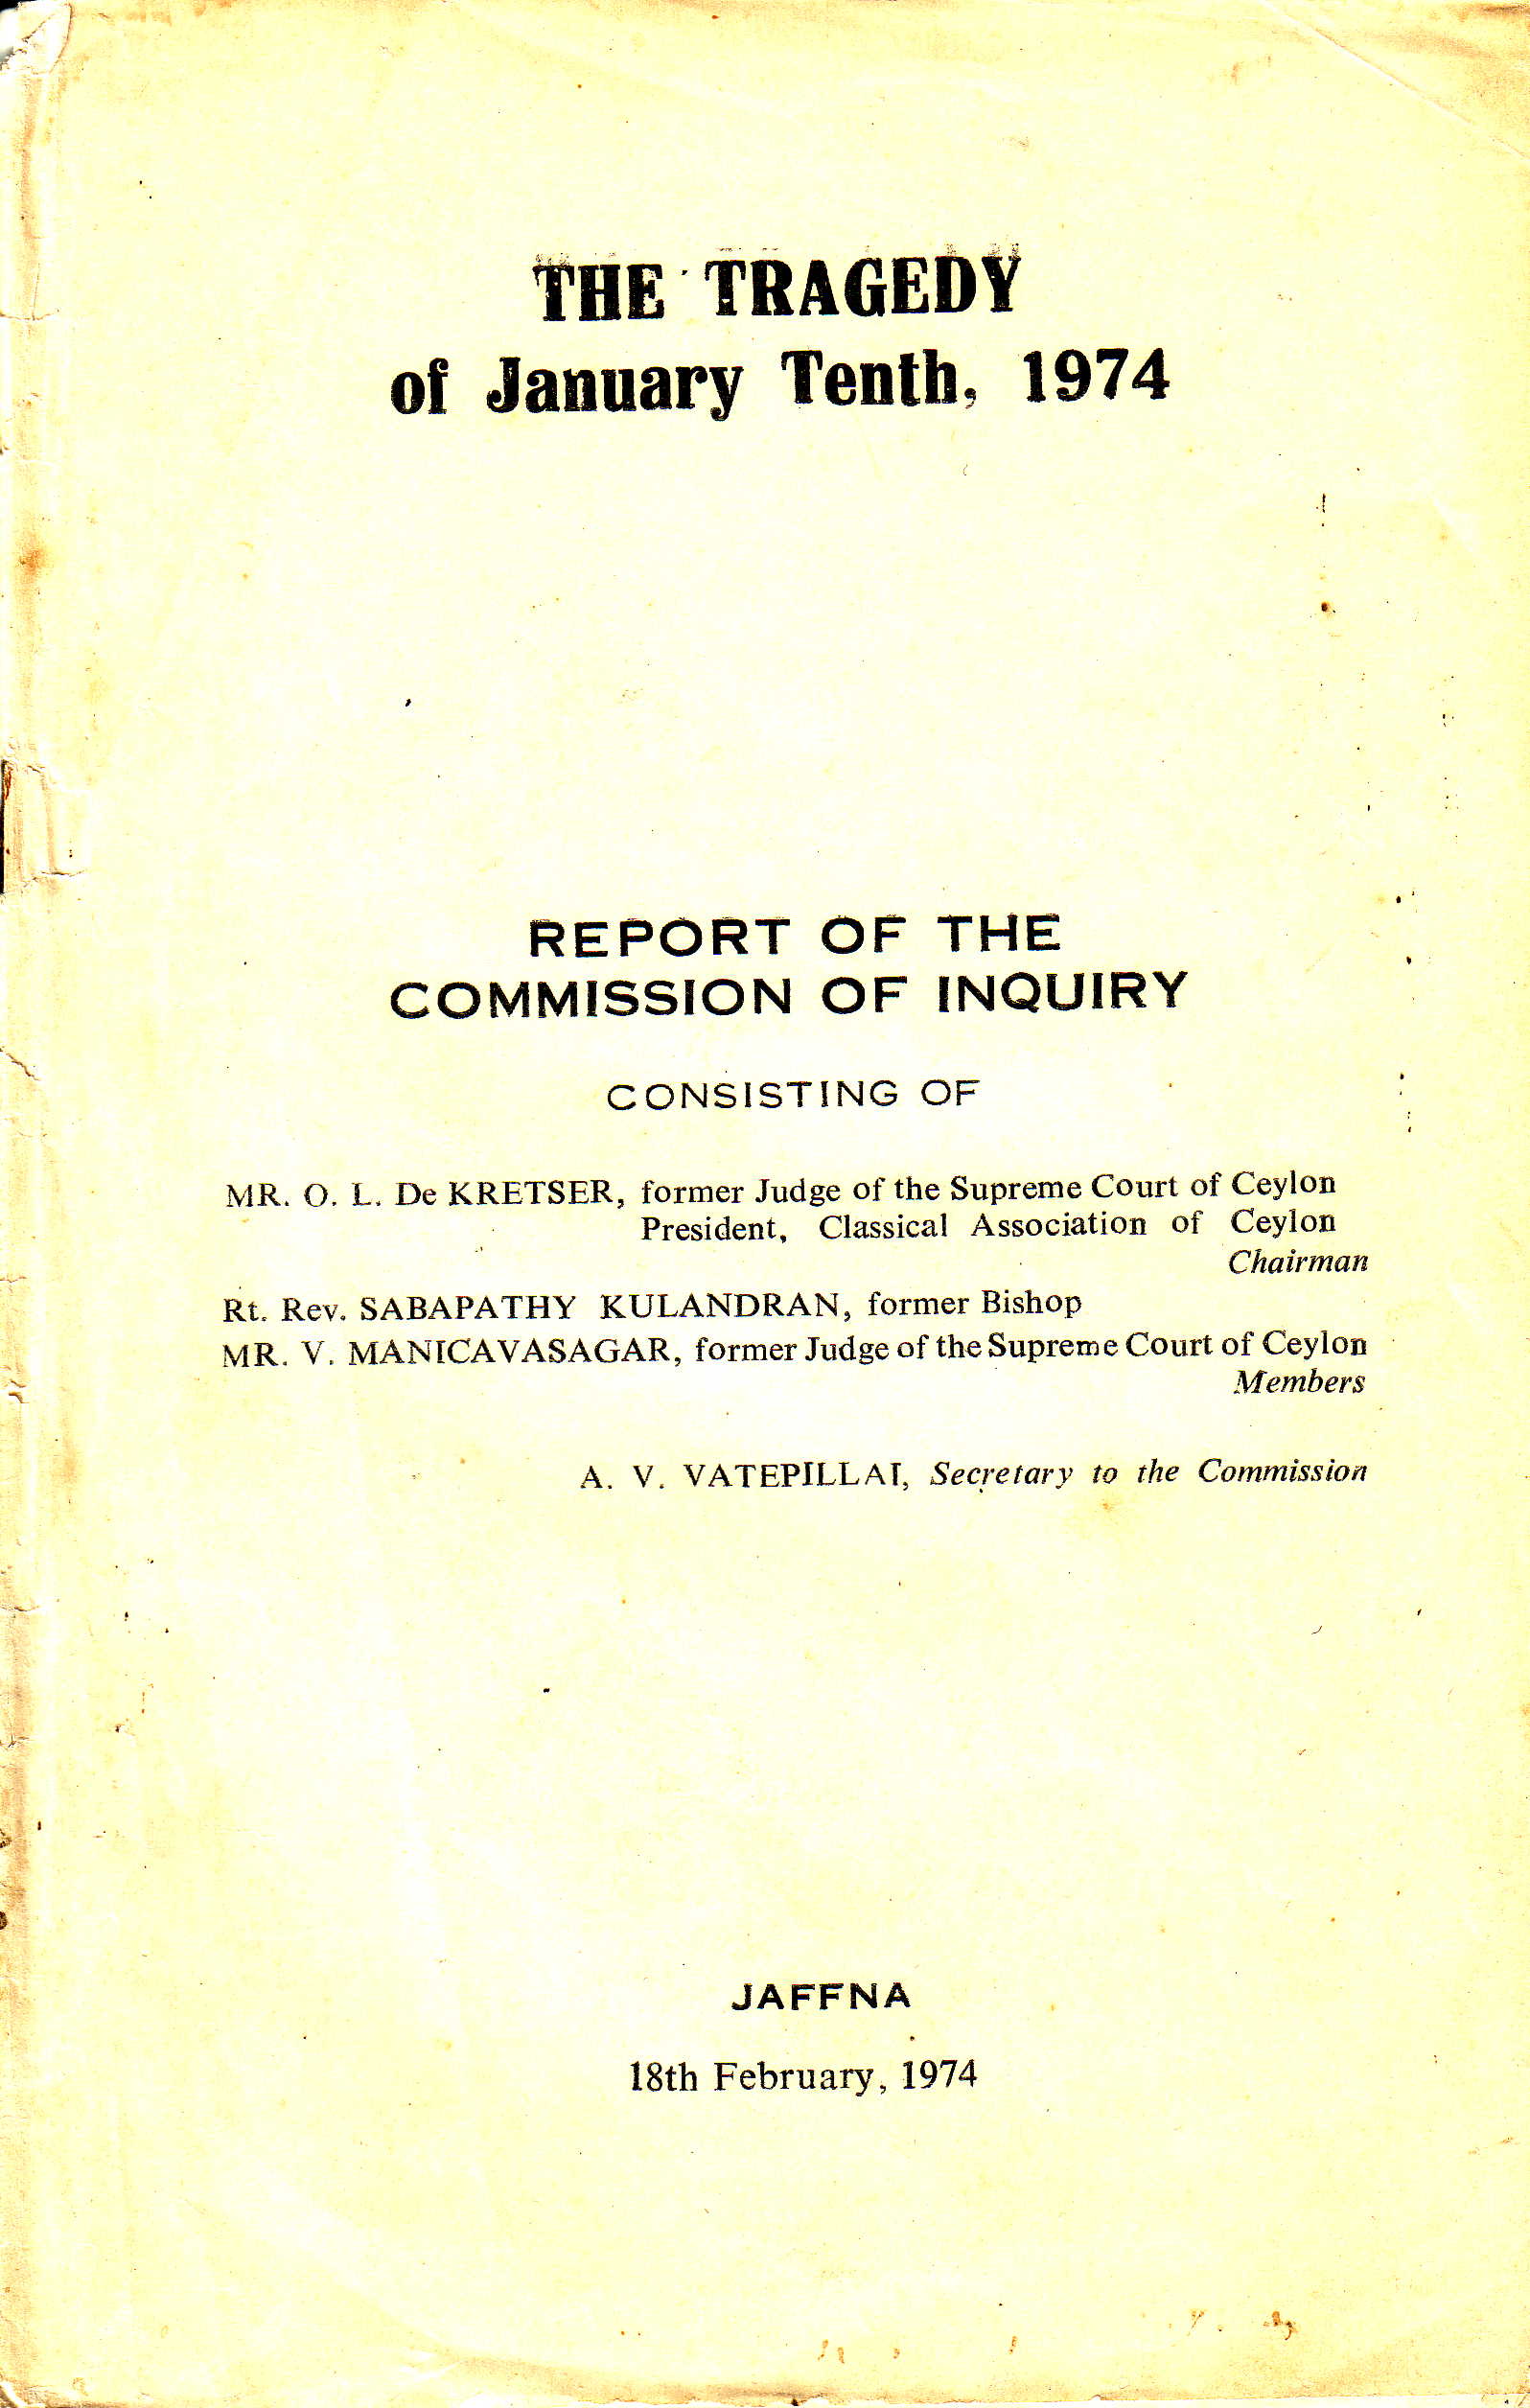 THE TRAGEDY
of January Tenth, 1974
REPORT OF THE
COMMISSION OF INQUIRY
CONSISTING OF
MR. O. L. De KRETSER, former Judge of the Supreme Court of Ceylon
President, Classical Association of Ceylon
Chairman
Rt. Rev. SABAPATHY KULANDRAN, former Bishop
MR. V. MANICAVASAGAR, former Judge of the Supreme Court of Ceylon
Members
A. V. VATEPILLAI, Secretary to the Commission
JAFFNA
18th February, 1974